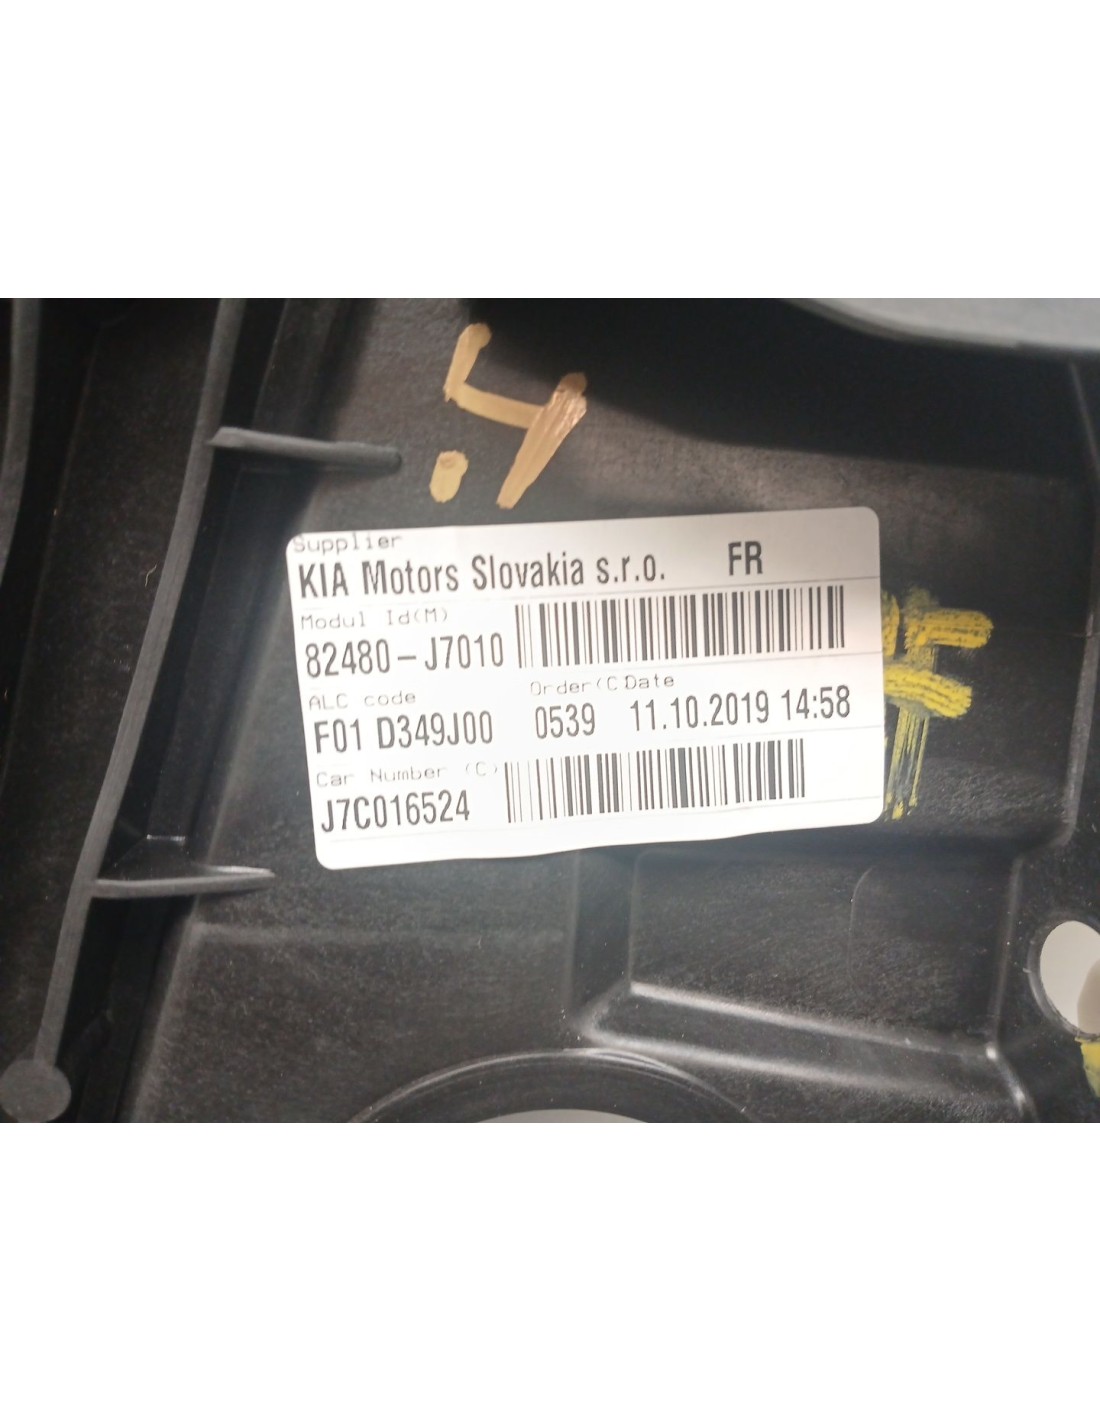 .4
Supplier
KIA Motors Slovakia s.r.o. FR
Modul Id(M)
82480-J7010
ALC code Order(C Date
F01 D349J00 0539 11.10.2019 14:58
Car Number (C)
J7C016524